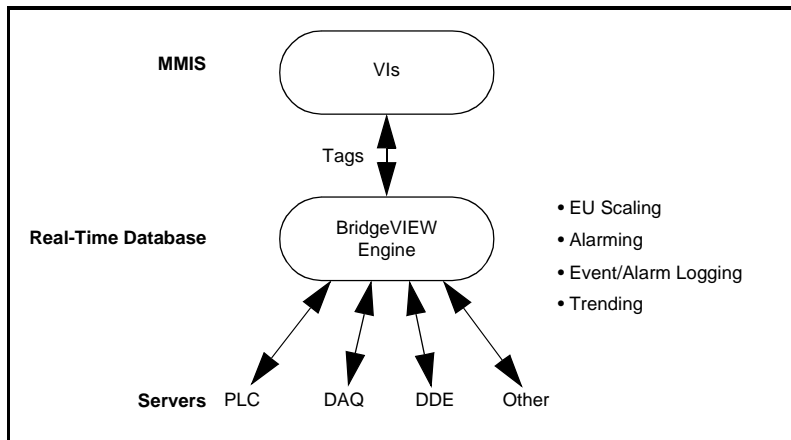 MMIS
VIs
Tags
Real-Time Database
BridgeVIEW
Engine
• EU Scaling
• Alarming
• Event/Alarm Logging
• Trending
Servers PLC DAQ DDE Other